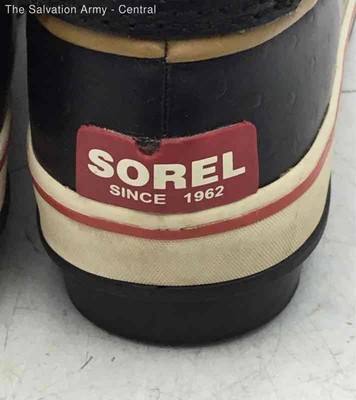 The Salvation Army - Central
SOREL
SINCE 1962